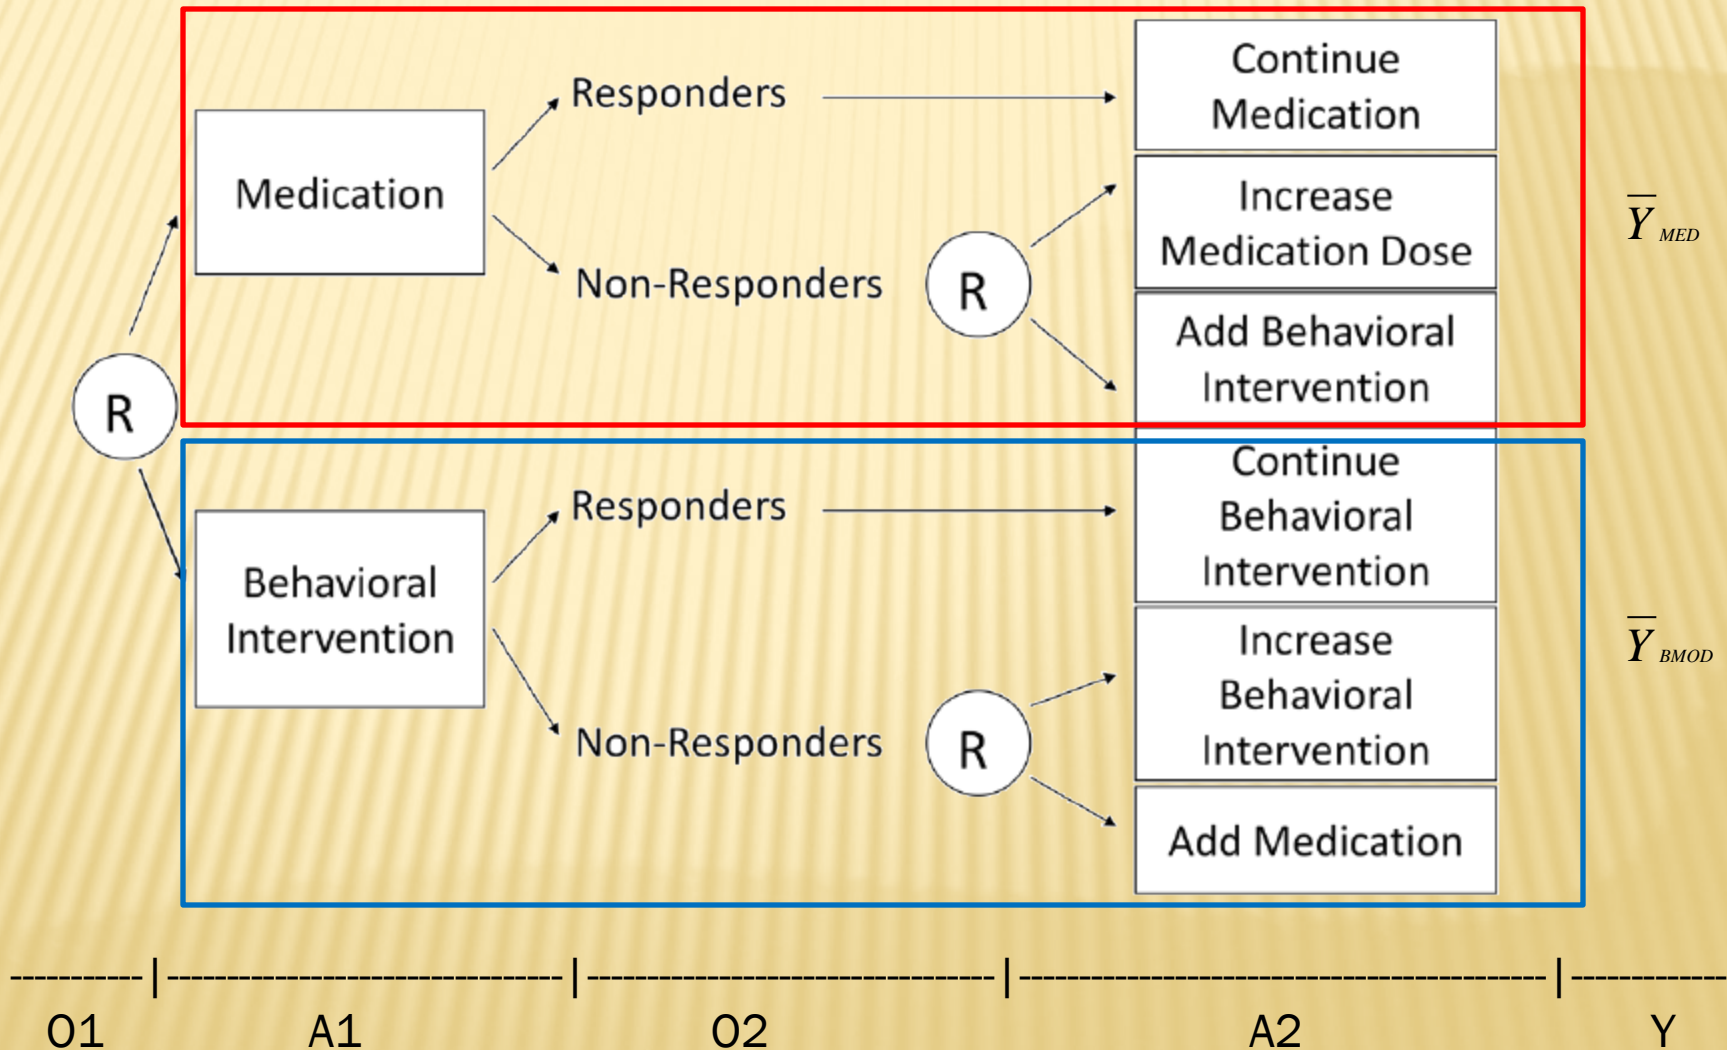 R
Medication
Responders
Non-Responders
R
Continue
Medication
Increase
Medication Dose
Add Behavioral
Intervention
Y MED
Behavioral
Intervention
Responders
Non-Responders
R
Continue
Behavioral
Intervention
Increase
Behavioral
Intervention
Add Medication
Y BMOD
-----------|---------------------------------|-----------------------------------|--------------------------------------------|-------------
O1 A1 O2 A2 Y